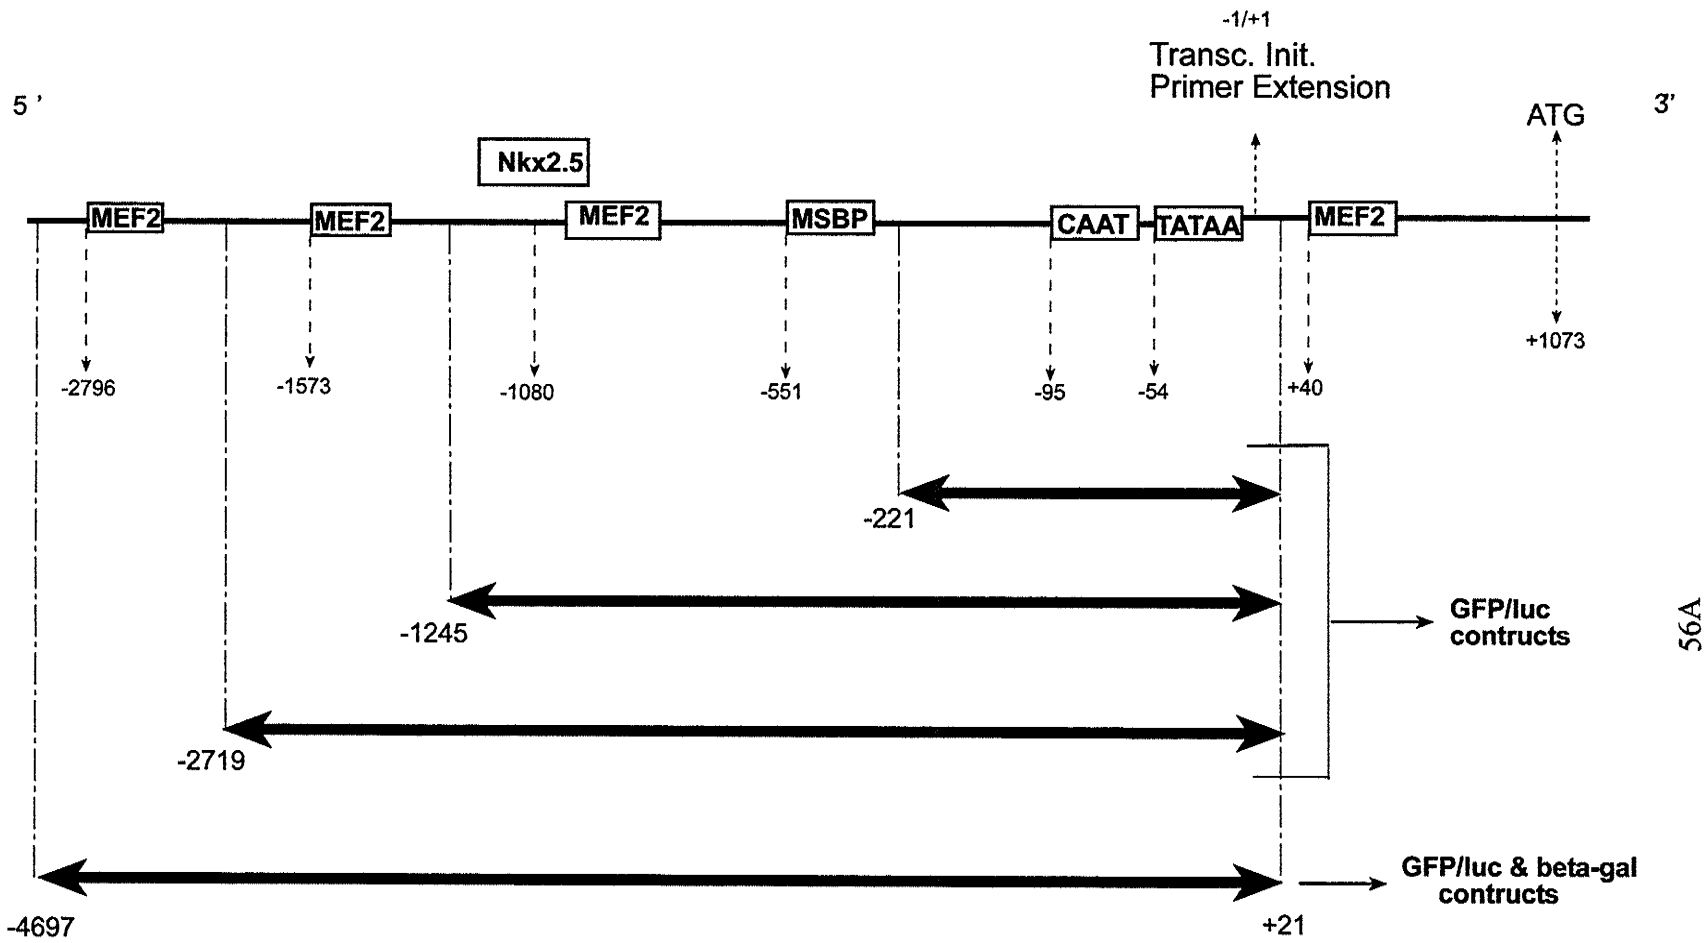 -1/+1
Transc. Init.
Primer Extension
5 '
3'
ATG
Nkx2.5
MEF2
MEF2
MEF2
MSBP
CAAT
TATAA
MEF2
+1073
-2796
-1573
-1080
-551
-95
-54
+40
-221
-1245
GFP/luc
contructs
56A
-2719
GFP/luc & beta-gal
contructs
-4697
+21